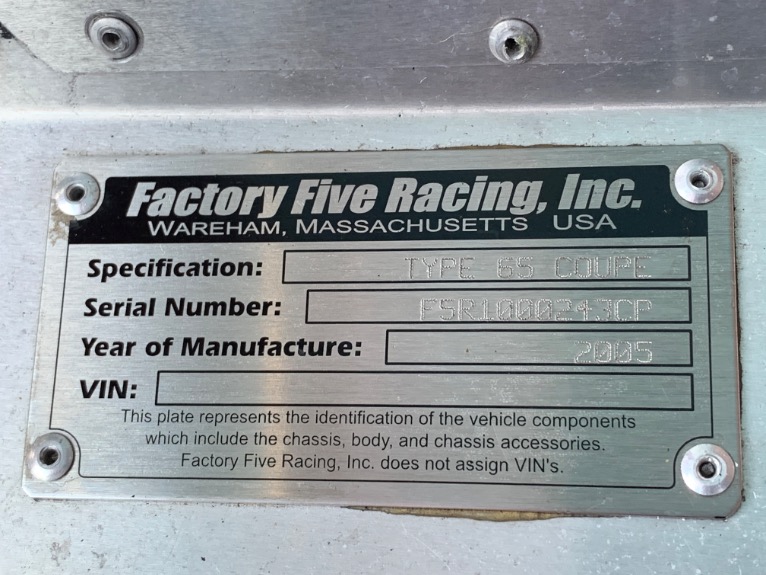 Factory Five Racing, Inc.
WAREHAM, MASSACHUSETTS USA
Specification: TYPE 65 COUPE
Serial Number: F5R1000243CP
Year of Manufacture: 2005
VIN:
This plate represents the identification of the vehicle components
which include the chassis, body, and chassis accessories.
Factory Five Racing, Inc. does not assign VIN's.